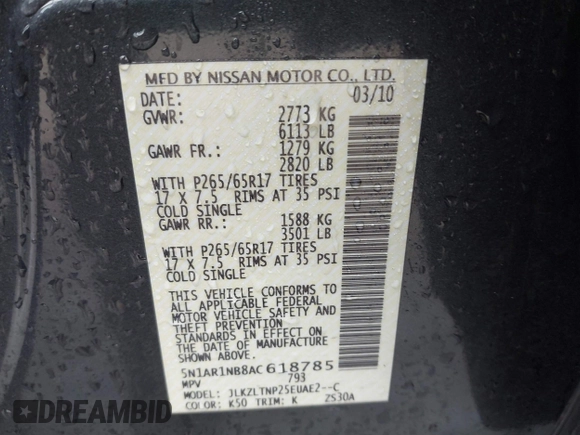 MFD BY NISSAN MOTOR CO., LTD.
DATE: 03/10
GVWR: 2773 KG
6113 LB
GAWR FR.: 1279 KG
2820 LB
WITH P265/65R17 TIRES
17 X 7.5 RIMS AT 35 PSI
COLD SINGLE
GAWR RR.: 1588 KG
3501 LB
WITH P265/65R17 TIRES
17 X 7.5 RIMS AT 35 PSI
COLD SINGLE
THIS VEHICLE CONFORMS TO
ALL APPLICABLE FEDERAL
MOTOR VEHICLE SAFETY AND
THEFT PREVENTION
STANDARDS IN EFFECT ON
THE DATE OF MANUFACTURE
SHOWN ABOVE.
5N1AR1NB8AC618785
MPV 793
MODEL: JLKZLTNP25EUAE2--C
COLOR: K50 TRIM: K ZS30A
DREAMBID
dreambid.com